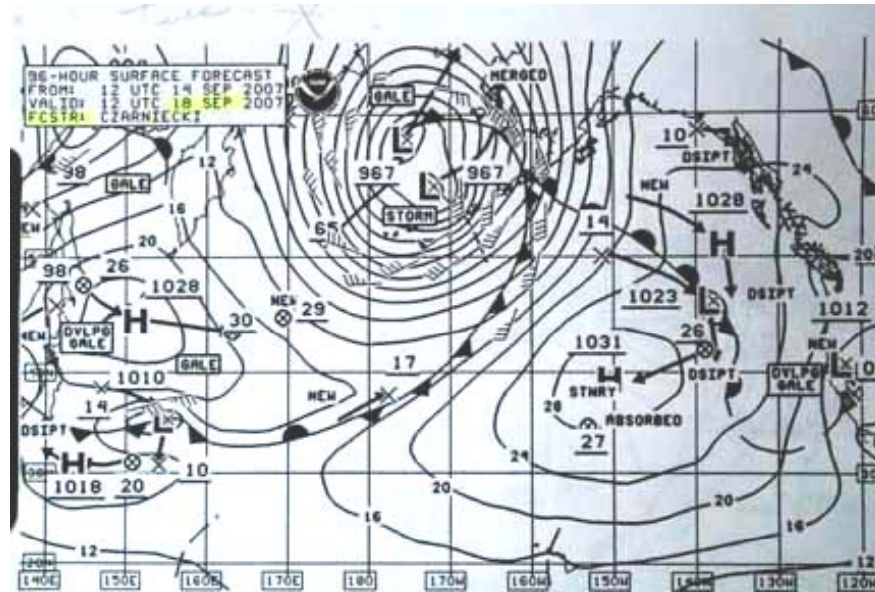 96-HOUR SURFACE FORECAST
FROM: 12 UTC 14 SEP 2007
VALID: 12 UTC 18 SEP 2007
FCSTR: CZARNIECKI
MERGED
GALE
60
12
10
DSIPT
98
GALE
967
L
967
L
24
NEW
1028
16
STORM
65
14
H
20
20
98
26
1028
NEW
29
1023
L
DSIPT
1012
H
30
26
NEW
DVLPG
GALE
1031
L
GALE
17
H
DSIPT
DVLPG
GALE
1010
STNRY
NEW
26
14
L
ABSORBED
DSIPT
27
24
H
10
1018
20
20
20
16
16
12
12
140E
150E
160E
170E
180
170W
160W
150W
140W
130W
120W